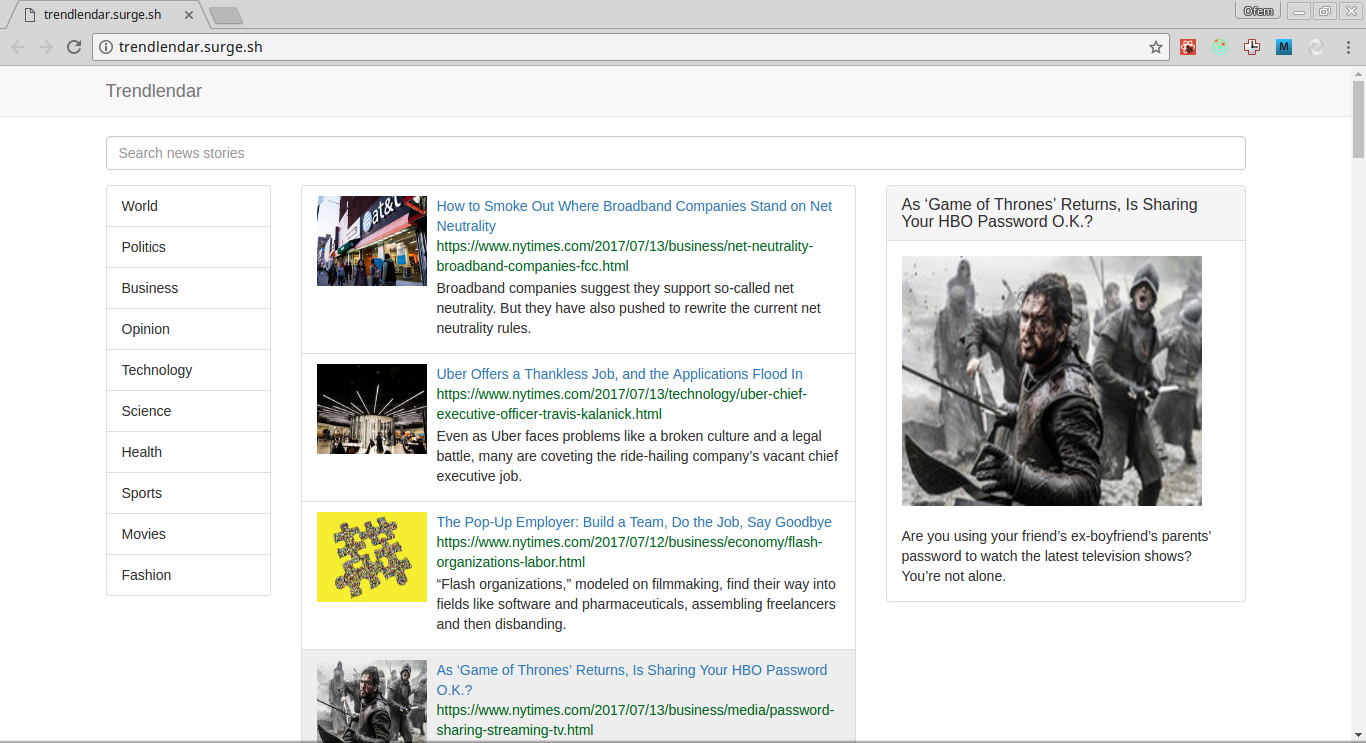 trendlendar.surge.sh
Ofem
trendlendar.surge.sh
M
Trendlendar
Search news stories
World
Politics
Business
Opinion
Technology
Science
Health
Sports
Movies
Fashion
at&t
How to Smoke Out Where Broadband Companies Stand on Net
Neutrality
https://www.nytimes.com/2017/07/13/business/net-neutrality-
broadband-companies-fcc.html
Broadband companies suggest they support so-called net
neutrality. But they have also pushed to rewrite the current net
neutrality rules.
Uber Offers a Thankless Job, and the Applications Flood In
https://www.nytimes.com/2017/07/13/technology/uber-chief-
executive-officer-travis-kalanick.html
Even as Uber faces problems like a broken culture and a legal
battle, many are coveting the ride-hailing company’s vacant chief
executive job.
The Pop-Up Employer: Build a Team, Do the Job, Say Goodbye
https://www.nytimes.com/2017/07/12/business/economy/flash-
organizations-labor.html
“Flash organizations,” modeled on filmmaking, find their way into
fields like software and pharmaceuticals, assembling freelancers
and then disbanding.
As ‘Game of Thrones’ Returns, Is Sharing Your HBO Password
O.K.?
https://www.nytimes.com/2017/07/13/business/media/password-
sharing-streaming-tv.html
As ‘Game of Thrones’ Returns, Is Sharing
Your HBO Password O.K.?
Are you using your friend’s ex-boyfriend’s parents’
password to watch the latest television shows?
You’re not alone.